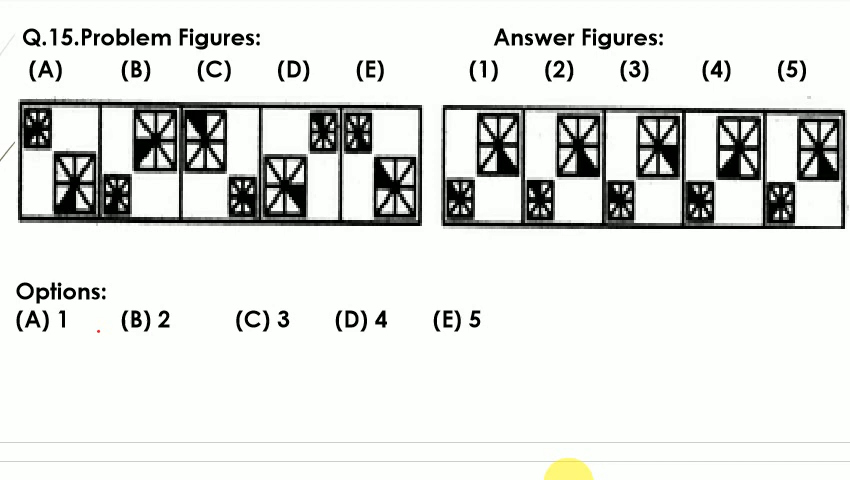 Q.15.Problem Figures: Answer Figures:
(A) (B) (C) (D) (E) (1) (2) (3) (4) (5)
Options:
(A) 1 (B) 2 (C) 3 (D) 4 (E) 5